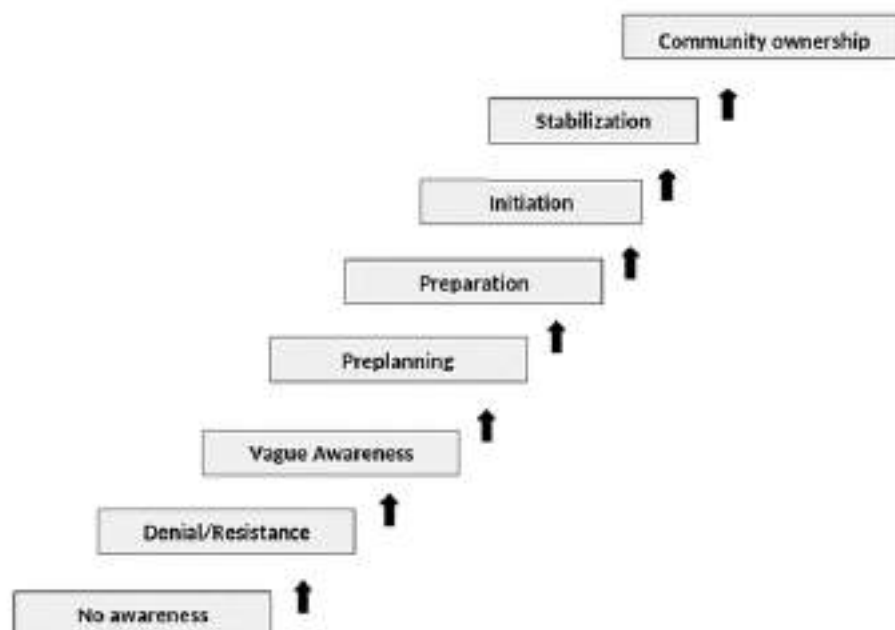 Community ownership
Stabilization
Initiation
Preparation
Preplanning
Vague Awareness
Denial/Resistance
No awareness